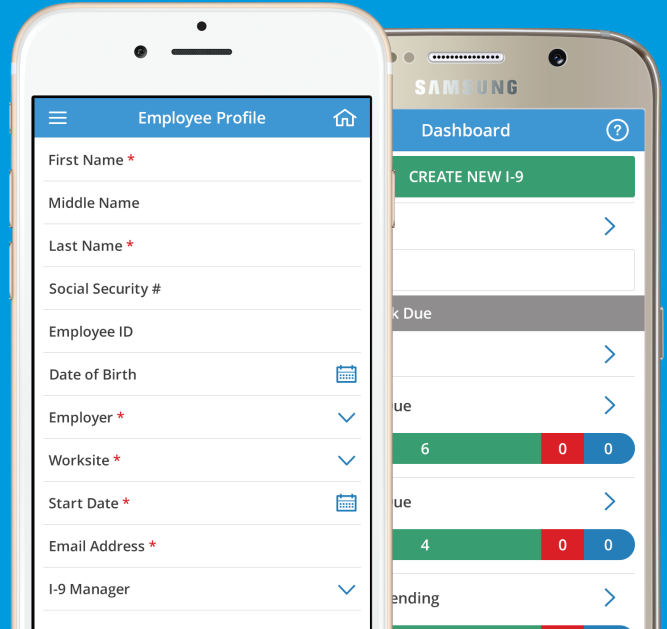 Employee Profile
First Name *
Middle Name
Last Name *
Social Security #
Employee ID
Date of Birth
Employer *
Worksite *
Start Date *
Email Address *
I-9 Manager
SAMSUNG
Dashboard ?
CREATE NEW I-9
k Due
ue
6 0 0
ue
4 0 0
ending